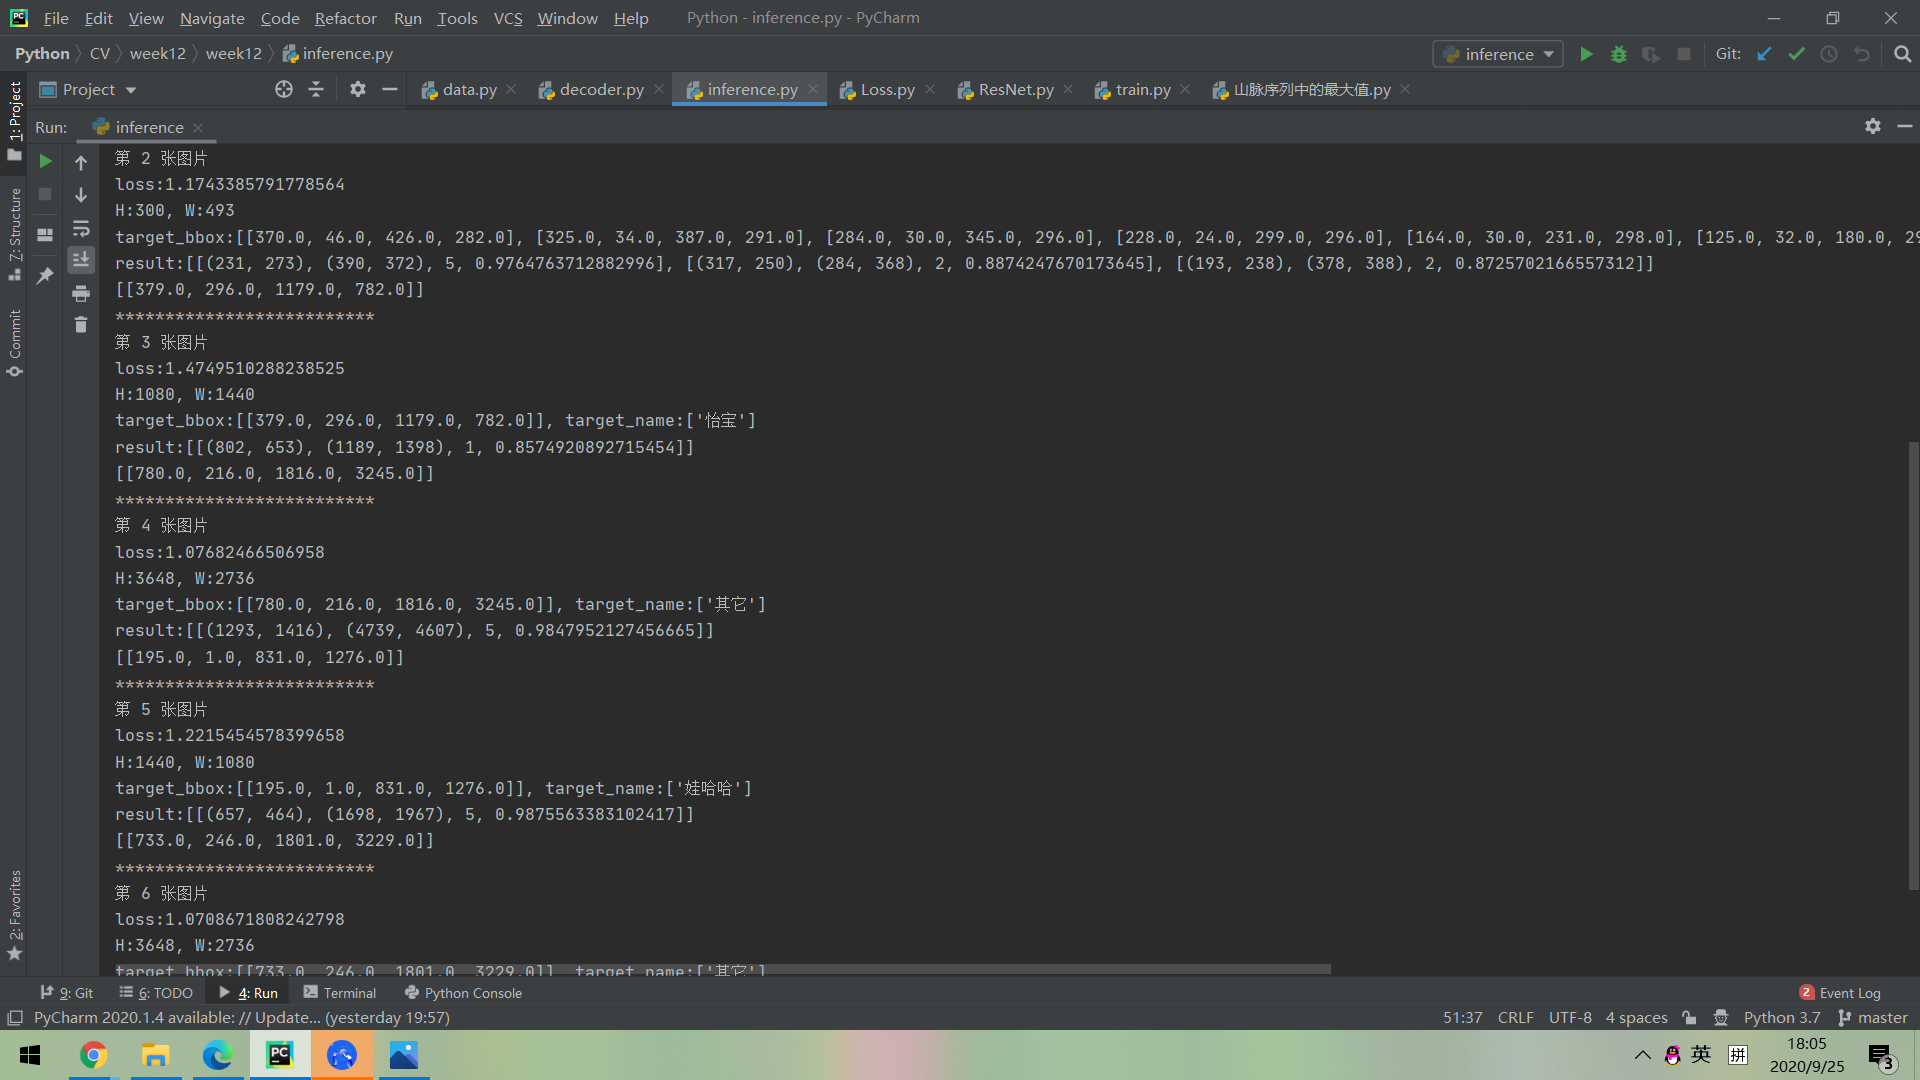 File Edit View Navigate Code Refactor Run Tools VCS Window Help Python - inference.py - PyCharm
Python CV week12 week12 inference.py inference Git:
Project data.py decoder.py inference.py Loss.py ResNet.py train.py 山脉序列中的最大值.py
Run: inference
1: Project
7: Structure
Commit
2: Favorites
第 2 张图片
loss:1.1743385791778564
H:300, W:493
target_bbox:[[370.0, 46.0, 426.0, 282.0], [325.0, 34.0, 387.0, 291.0], [284.0, 30.0, 345.0, 296.0], [228.0, 24.0, 299.0, 296.0], [164.0, 30.0, 231.0, 298.0], [125.0, 32.0, 180.0, 29
result:[[(231, 273), (390, 372), 5, 0.9764763712882996], [(317, 250), (284, 368), 2, 0.8874247670173645], [(193, 238), (378, 388), 2, 0.8725702166557312]]
[[379.0, 296.0, 1179.0, 782.0]]
**************************
第 3 张图片
loss:1.4749510288238525
H:1080, W:1440
target_bbox:[[379.0, 296.0, 1179.0, 782.0]], target_name:['怡宝']
result:[[(802, 653), (1189, 1398), 1, 0.8574920892715454]]
[[780.0, 216.0, 1816.0, 3245.0]]
**************************
第 4 张图片
loss:1.07682466506958
H:3648, W:2736
target_bbox:[[780.0, 216.0, 1816.0, 3245.0]], target_name:['其它']
result:[[(1293, 1416), (4739, 4607), 5, 0.9847952127456665]]
[[195.0, 1.0, 831.0, 1276.0]]
**************************
第 5 张图片
loss:1.2215454578399658
H:1440, W:1080
target_bbox:[[195.0, 1.0, 831.0, 1276.0]], target_name:['娃哈哈']
result:[[(657, 464), (1698, 1967), 5, 0.9875563383102417]]
[[733.0, 246.0, 1801.0, 3229.0]]
**************************
第 6 张图片
loss:1.0708671808242798
H:3648, W:2736
target_bbox:[[733.0, 246.0, 1801.0, 3229.0]], target_name:['其它']
9: Git 6: TODO 4: Run Terminal Python Console 2 Event Log
PyCharm 2020.1.4 available: // Update... (yesterday 19:57) 51:37 CRLF UTF-8 4 spaces Python 3.7 master
英 拼 18:05
2020/9/25 3